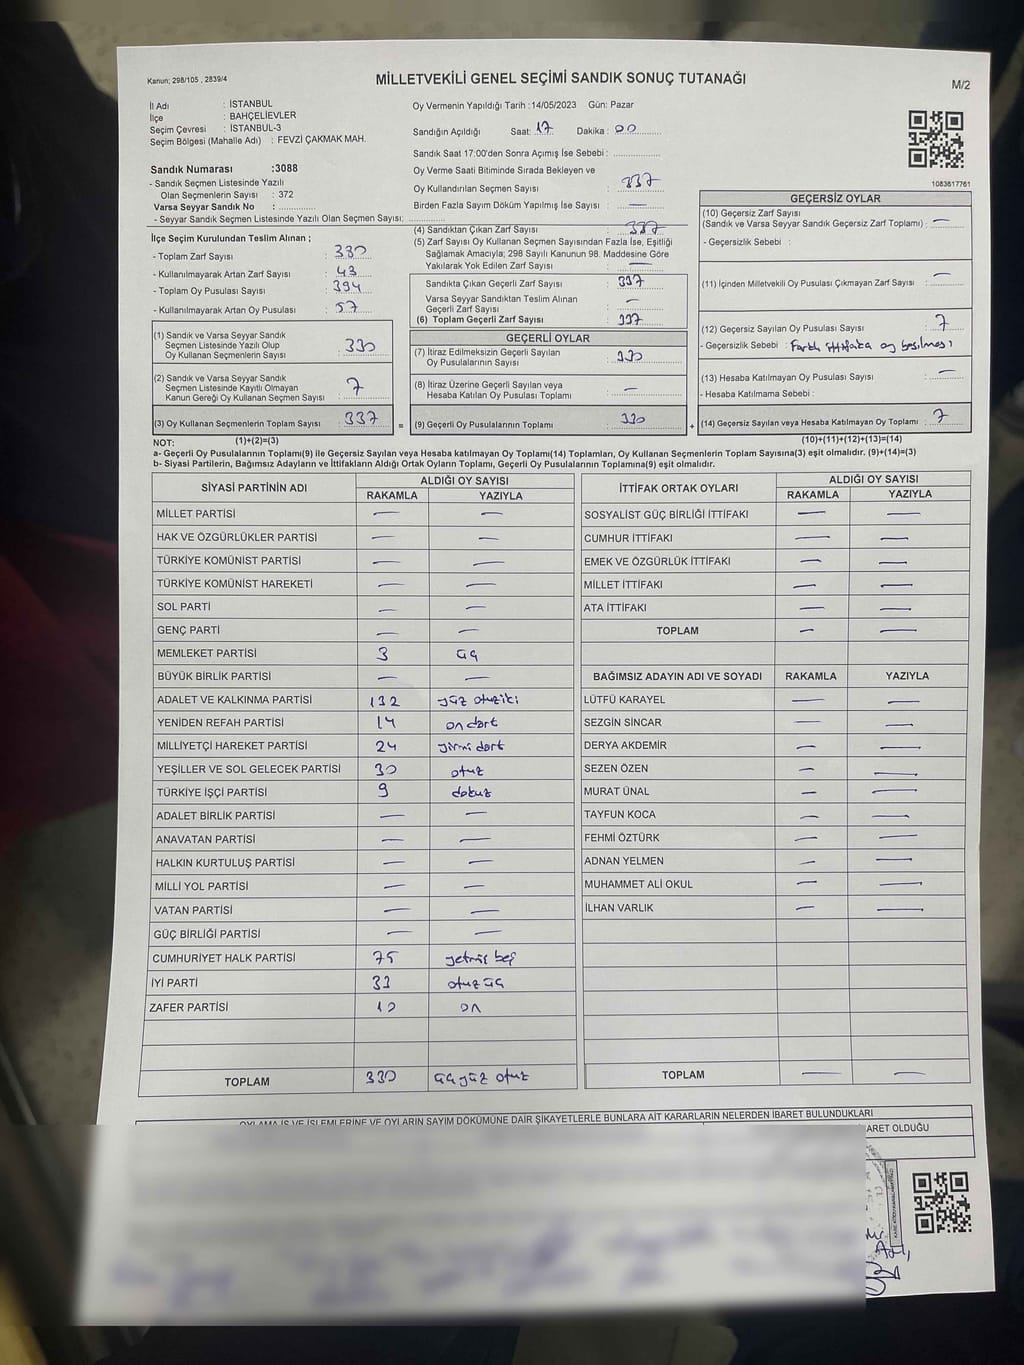 Kanun; 298/105 , 2839/4
MİLLETVEKİLİ GENEL SEÇİMİ SANDIK SONUÇ TUTANAĞI
M/2
İl Adı : İSTANBUL
İlçe : BAHÇELİEVLER
Seçim Çevresi : İSTANBUL-3
Seçim Bölgesi (Mahalle Adı) : FEVZİ ÇAKMAK MAH.
Oy Vermenin Yapıldığı Tarih :14/05/2023 Gün: Pazar
Sandığın Açıldığı Saat: 17 Dakika : 00
Sandık Saat 17:00'den Sonra Açımış İse Sebebi :
Oy Verme Saati Bitiminde Sırada Bekleyen ve
Oy Kullandırılan Seçmen Sayısı : 337
Birden Fazla Sayım Döküm Yapılmış İse Sayısı : —
Sandık Numarası :3088
- Sandık Seçmen Listesinde Yazılı
Olan Seçmenlerin Sayısı : 372
Varsa Seyyar Sandık No :
- Seyyar Sandık Seçmen Listesinde Yazılı Olan Seçmen Sayısı:
1083617761
İlçe Seçim Kurulundan Teslim Alınan ;
- Toplam Zarf Sayısı : 380
- Kullanılmayarak Artan Zarf Sayısı : 43
- Toplam Oy Pusulası Sayısı : 394
- Kullanılmayarak Artan Oy Pusulası : 57
(1) Sandık ve Varsa Seyyar Sandık
Seçmen Listesinde Yazılı Olup
Oy Kullanan Seçmenlerin Sayısı : 330
(2) Sandık ve Varsa Seyyar Sandık
Seçmen Listesinde Kayıtlı Olmayan
Kanun Gereği Oy Kullanan Seçmen Sayısı : 7
(3) Oy Kullanan Seçmenlerin Toplam Sayısı : 337
(4) Sandıktan Çıkan Zarf Sayısı : 337
(5) Zarf Sayısı Oy Kullanan Seçmen Sayısından Fazla İse, Eşitliği
Sağlamak Amacıyla; 298 Sayılı Kanunun 98. Maddesine Göre
Yakılarak Yok Edilen Zarf Sayısı : —
Sandıkta Çıkan Geçerli Zarf Sayısı : 337
Varsa Seyyar Sandıktan Teslim Alınan
Geçerli Zarf Sayısı : —
(6) Toplam Geçerli Zarf Sayısı : 337
GEÇERLİ OYLAR
(7) İtiraz Edilmeksizin Geçerli Sayılan
Oy Pusulalarının Sayısı : 330
(8) İtiraz Üzerine Geçerli Sayılan veya
Hesaba Katılan Oy Pusulası Toplamı : —
= (9) Geçerli Oy Pusulalarının Toplamı : 330
GEÇERSİZ OYLAR
(10) Geçersiz Zarf Sayısı
(Sandık ve Varsa Seyyar Sandık Geçersiz Zarf Toplamı) : —
- Geçersizlik Sebebi :
(11) İçinden Milletvekili Oy Pusulası Çıkmayan Zarf Sayısı : —
(12) Geçersiz Sayılan Oy Pusulası Sayısı : 7
- Geçersizlik Sebebi : Farklı ittifaka oy basılması
(13) Hesaba Katılmayan Oy Pusulası Sayısı : —
- Hesaba Katılmama Sebebi :
+ (14) Geçersiz Sayılan veya Hesaba Katılmayan Oy Toplamı : 7
NOT: (1)+(2)=(3) (10)+(11)+(12)+(13)=(14)
a- Geçerli Oy Pusulalarının Toplamı(9) ile Geçersiz Sayılan veya Hesaba katılmayan Oy Toplamı(14) Toplamları, Oy Kullanan Seçmenlerin Toplam Sayısına(3) eşit olmalıdır. (9)+(14)=(3)
b- Siyasi Partilerin, Bağımsız Adayların ve İttifakların Aldığı Ortak Oyların Toplamı, Geçerli Oy Pusulalarının Toplamına(9) eşit olmalıdır.
SİYASİ PARTİNİN ADI ALDIĞI OY SAYISI
RAKAMLA YAZIYLA
MİLLET PARTİSİ — —
HAK VE ÖZGÜRLÜKLER PARTİSİ — —
TÜRKİYE KOMÜNİST PARTİSİ — —
TÜRKİYE KOMÜNİST HAREKETİ — —
SOL PARTİ — —
GENÇ PARTİ — —
MEMLEKET PARTİSİ 3 üç
BÜYÜK BİRLİK PARTİSİ — —
ADALET VE KALKINMA PARTİSİ 132 yüz otuziki
YENİDEN REFAH PARTİSİ 14 on dört
MİLLİYETÇİ HAREKET PARTİSİ 24 yirmi dört
YEŞİLLER VE SOL GELECEK PARTİSİ 30 otuz
TÜRKİYE İŞÇİ PARTİSİ 9 dokuz
ADALET BİRLİK PARTİSİ — —
ANAVATAN PARTİSİ — —
HALKIN KURTULUŞ PARTİSİ — —
MİLLİ YOL PARTİSİ — —
VATAN PARTİSİ — —
GÜÇ BİRLİĞİ PARTİSİ — —
CUMHURİYET HALK PARTİSİ 75 yetmiş beş
İYİ PARTİ 33 otuz üç
ZAFER PARTİSİ 10 on
TOPLAM 330 üç yüz otuz
İTTİFAK ORTAK OYLARI ALDIĞI OY SAYISI
RAKAMLA YAZIYLA
SOSYALİST GÜÇ BİRLİĞİ İTTİFAKI — —
CUMHUR İTTİFAKI — —
EMEK VE ÖZGÜRLÜK İTTİFAKI — —
MİLLET İTTİFAKI — —
ATA İTTİFAKI — —
TOPLAM — —
BAĞIMSIZ ADAYIN ADI VE SOYADI RAKAMLA YAZIYLA
LÜTFÜ KARAYEL — —
SEZGİN SİNCAR — —
DERYA AKDEMİR — —
SEZEN ÖZEN — —
MURAT ÜNAL — —
TAYFUN KOCA — —
FEHMİ ÖZTÜRK — —
ADNAN YELMEN — —
MUHAMMET ALİ OKUL — —
İLHAN VARLIK — —
TOPLAM — —
OYLAMA İŞ VE İŞLEMLERİNE VE OYLARIN SAYIM DÖKÜMÜNE DAİR ŞİKAYETLERLE BUNLARA AİT KARARLARIN NELERDEN İBARET BULUNDUKLARI
ARET OLDUĞU